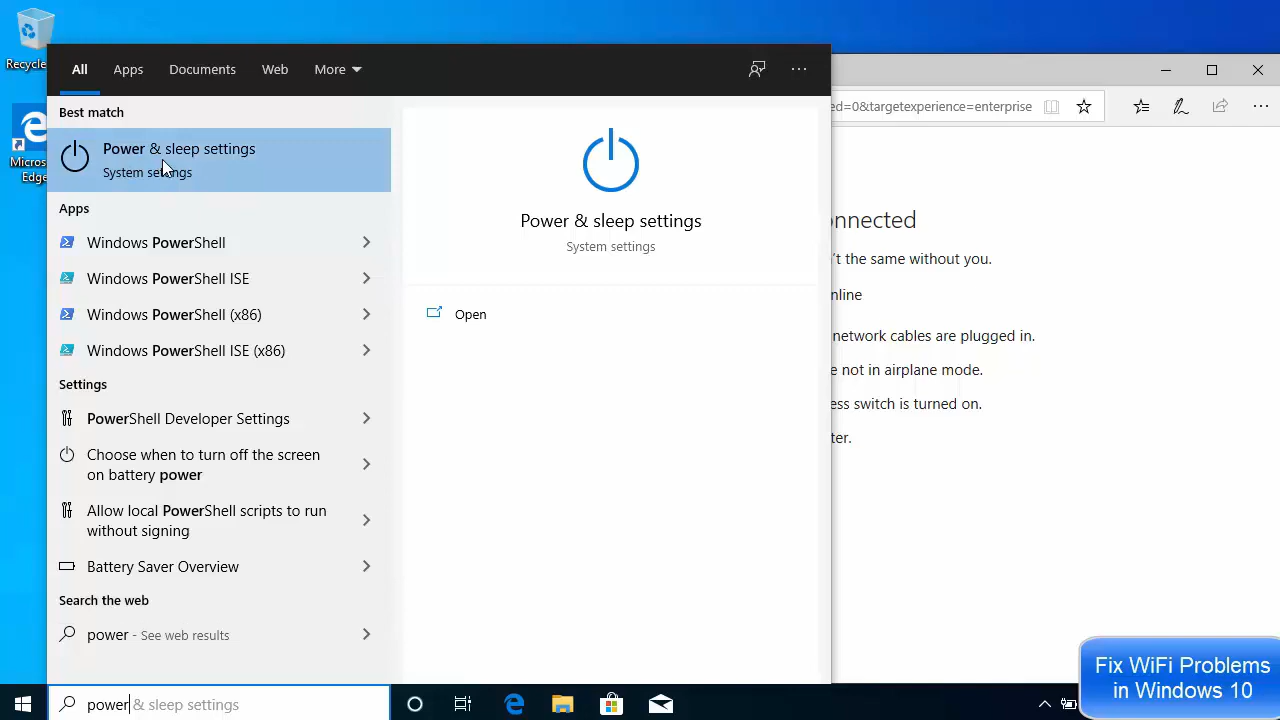 Recycle
Micros
Edge
All
Apps
Documents
Web
More
Best match
Power & sleep settings
System settings
Apps
Windows PowerShell
Windows PowerShell ISE
Windows PowerShell (x86)
Windows PowerShell ISE (x86)
Settings
PowerShell Developer Settings
Choose when to turn off the screen
on battery power
Allow local PowerShell scripts to run
without signing
Battery Saver Overview
Search the web
power - See web results
power & sleep settings
Power & sleep settings
System settings
Open
ed=0&targetexperience=enterprise
onnected
't the same without you.
nline
network cables are plugged in.
e not in airplane mode.
ess switch is turned on.
ter.
Fix WiFi Problems
in Windows 10